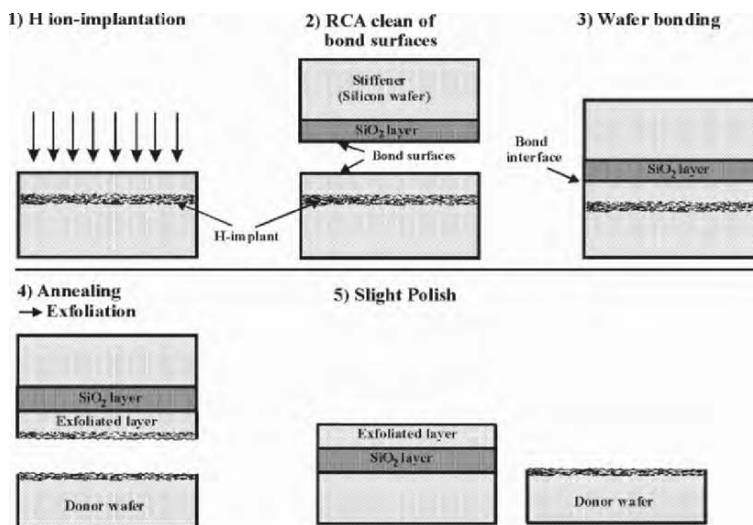 1) H ion-implantation
2) RCA clean of
bond surfaces
3) Wafer bonding
Stiffener
(Silicon wafer)
SiO2 layer
Bond surfaces
H-implant
Bond
interface
SiO2 layer
4) Annealing
→ Exfoliation
SiO2 layer
Exfoliated layer
Donor wafer
5) Slight Polish
Exfoliated layer
SiO2 layer
Donor wafer